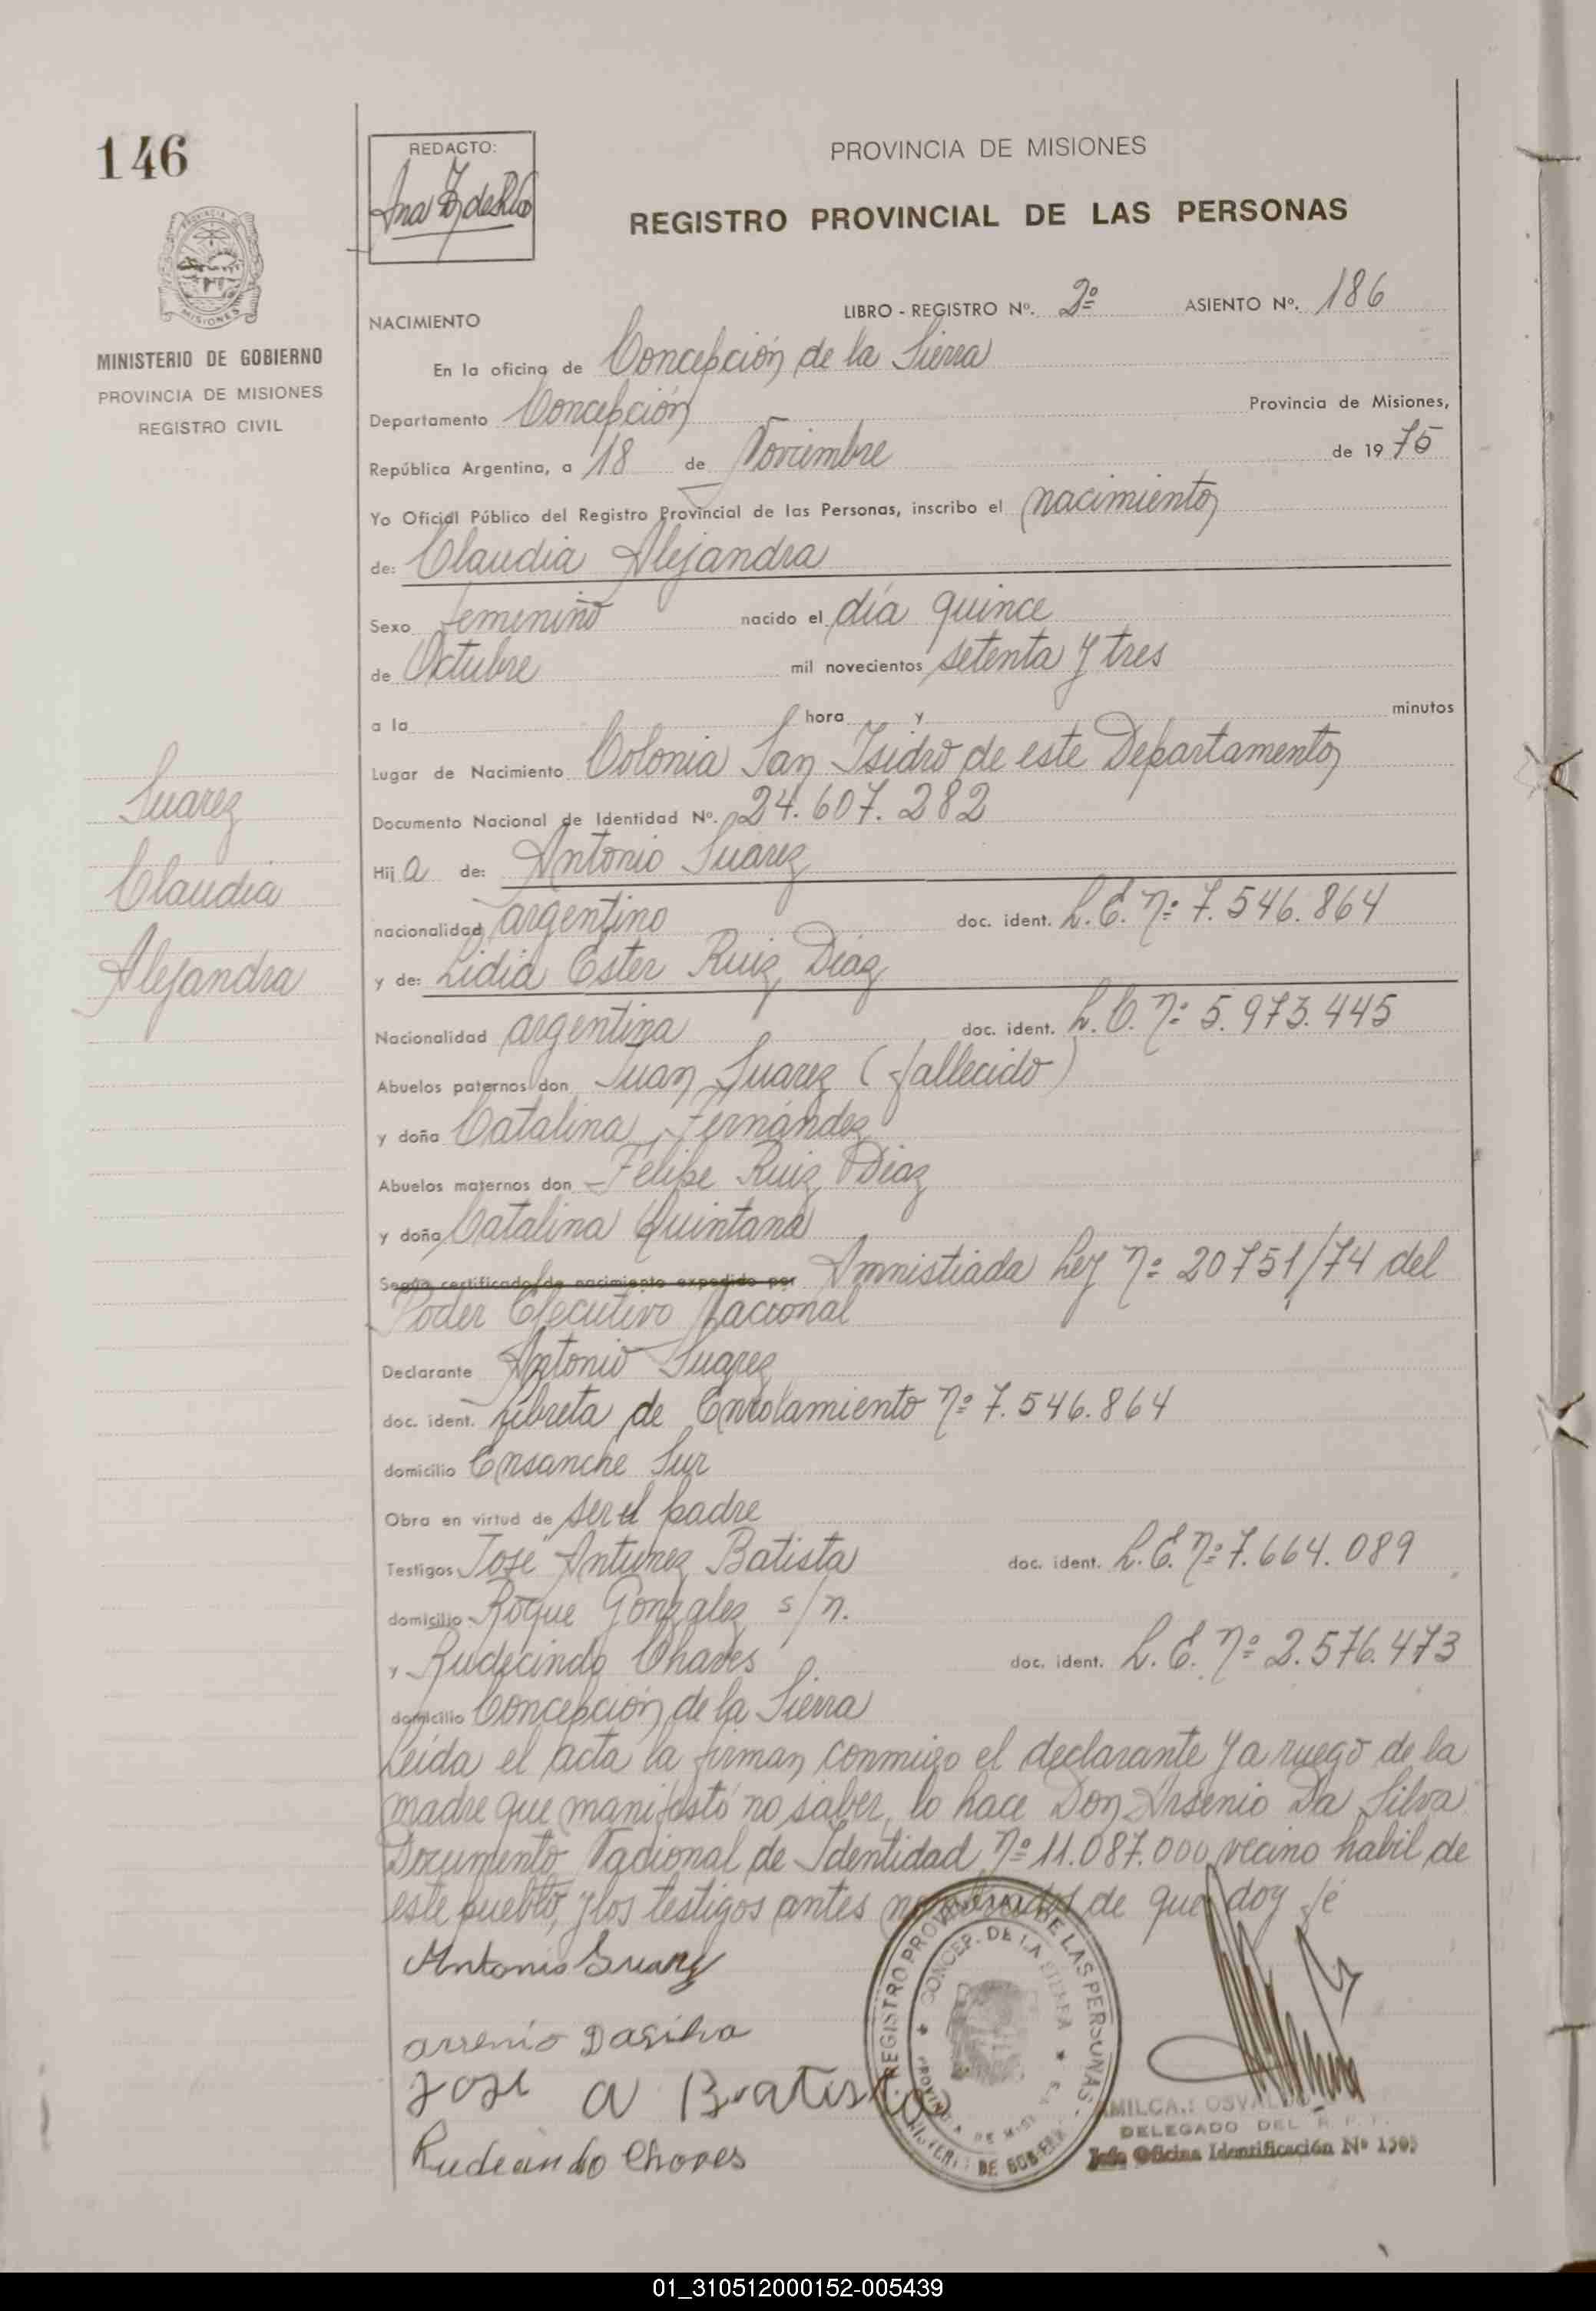 146
REDACTO:
PROVINCIA DE MISIONES
REGISTRO PROVINCIAL DE LAS PERSONAS
MISIONES
MINISTERIO DE GOBIERNO
PROVINCIA DE MISIONES
REGISTRO CIVIL
NACIMIENTO
LIBRO - REGISTRO Nº. 2º ASIENTO Nº. 186
En la oficina de Concepción de la Sierra
Departamento Concepción Provincia de Misiones,
República Argentina, a 18 de Noviembre de 1975
Yo Oficial Público del Registro Provincial de las Personas, inscribo el nacimiento
de: Claudia Alejandra
Sexo femenino nacido el día quince
de Octubre mil novecientos setenta y tres
a la hora y minutos
Lugar de Nacimiento Colonia San Isidro de este Departamento
Documento Nacional de Identidad Nº. 24.607.282
Suarez
Claudia
Alejandra
Hija de: Antonio Suarez
nacionalidad argentino doc. ident. L.E. nº 7.546.864
y de: Lidia Ester Ruiz Diaz
Nacionalidad argentina doc. ident. L.C. nº 5.973.445
Abuelos paternos don Juan Suarez (fallecido)
y doña Catalina Fernández
Abuelos maternos don Felipe Ruiz Diaz
y doña Catalina Quintana
Según certificado de nacimiento expedido por Amnistiada Ley nº 20751/74 del
Poder Ejecutivo Nacional
Declarante Antonio Suarez
doc. ident. Libreta de Enrolamiento nº 7.546.864
domicilio Ensanche Sur
Obra en virtud de ser el padre
Testigos José Antunez Batista doc. ident. L.E. nº 7.664.089
domicilio Roque Gonzalez s/n.
y Rudecindo Chaves doc. ident. L.E. nº 2.576.473
domicilio Concepción de la Sierra
Leida el acta la firman conmigo el declarante y a ruego de la
madre que manifestó no saber, lo hace Don Arsenio Da Silva
Documento Nacional de Identidad nº 11.087.000 vecino habil de
este pueblo, y los testigos antes nombrados de que doy fé
Antonio Suarez
arsenio Dasilva
José a Bratista
Rudecindo Choves
REGISTRO PROVINCIAL DE LAS PERSONAS
CONCEP. DE LA SIERRA
DELEGADO DEL R. P. P.
Jefe Oficina Identificación Nº
01_310512000152-005439